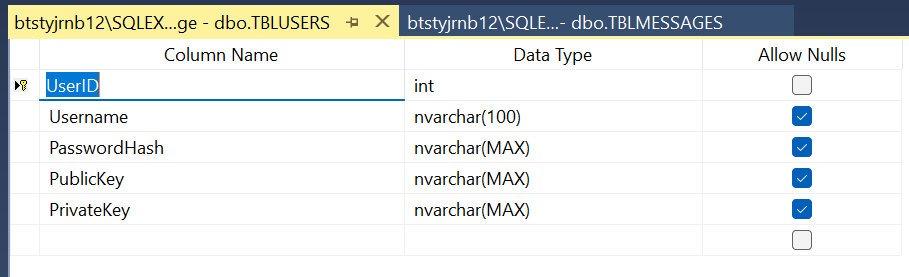 btstyjrnb12\SQLEX...ge - dbo.TBLUSERS btstyjrnb12\SQLE...- dbo.TBLMESSAGES
Column Name Data Type Allow Nulls
UserID int
Username nvarchar(100)
PasswordHash nvarchar(MAX)
PublicKey nvarchar(MAX)
PrivateKey nvarchar(MAX)